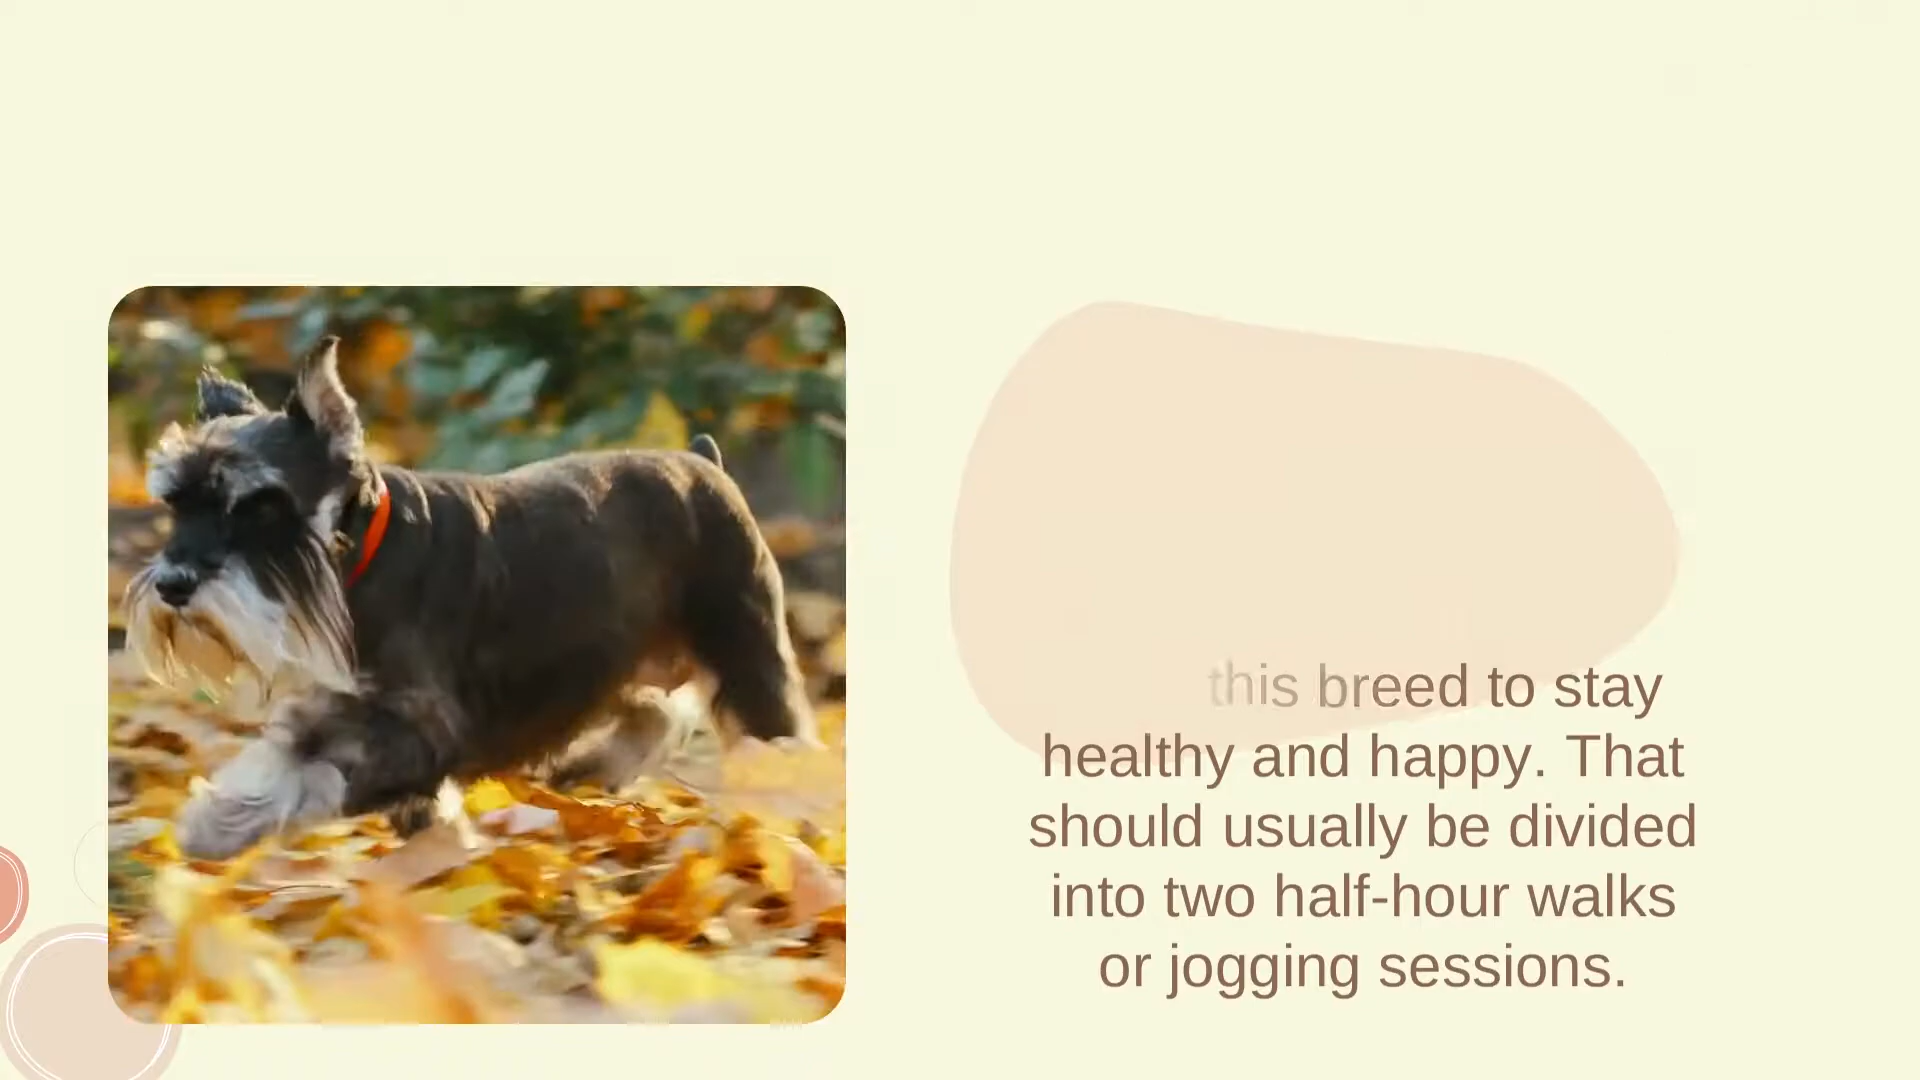 this breed to stay
healthy and happy. That
should usually be divided
into two half-hour walks
or jogging sessions.